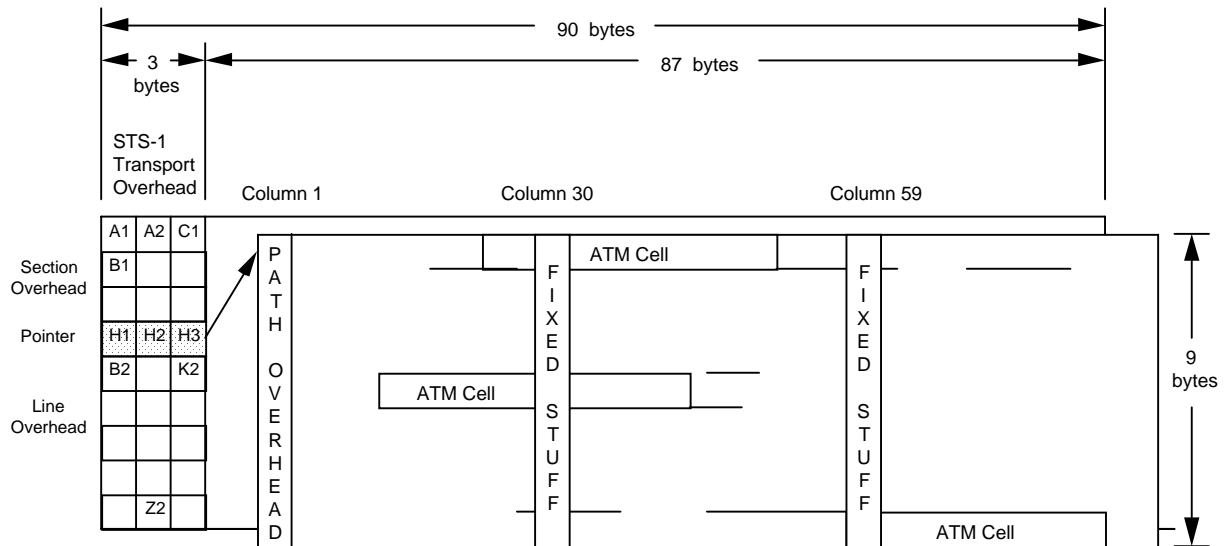 90 bytes
3
bytes
87 bytes
STS-1
Transport
Overhead
Column 1
Column 30
Column 59
A1 A2 C1
B1
H1 H2 H3
B2 K2
Z2
Section
Overhead
Pointer
Line
Overhead
PATH OVERHEAD
ATM Cell
FIXED STUFF
ATM Cell
FIXED STUFF
ATM Cell
9
bytes